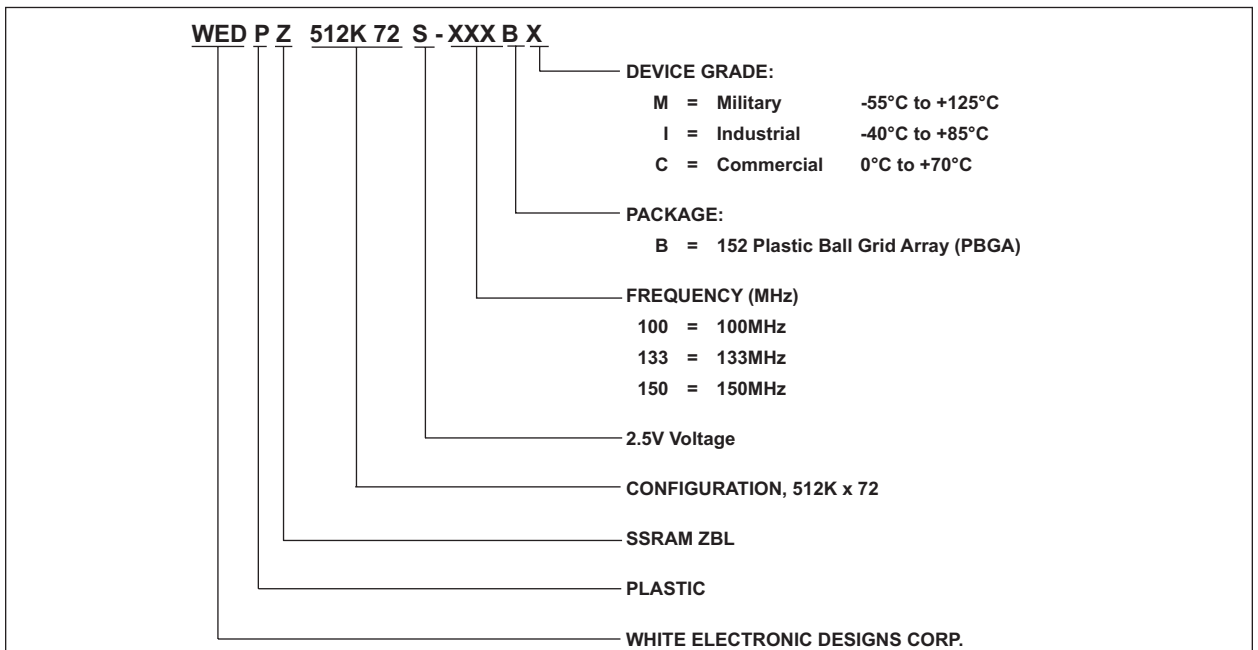 WED P Z 512K 72 S - XXX B X
DEVICE GRADE:
M = Military -55°C to +125°C
I = Industrial -40°C to +85°C
C = Commercial 0°C to +70°C
PACKAGE:
B = 152 Plastic Ball Grid Array (PBGA)
FREQUENCY (MHz)
100 = 100MHz
133 = 133MHz
150 = 150MHz
2.5V Voltage
CONFIGURATION, 512K x 72
SSRAM ZBL
PLASTIC
WHITE ELECTRONIC DESIGNS CORP.